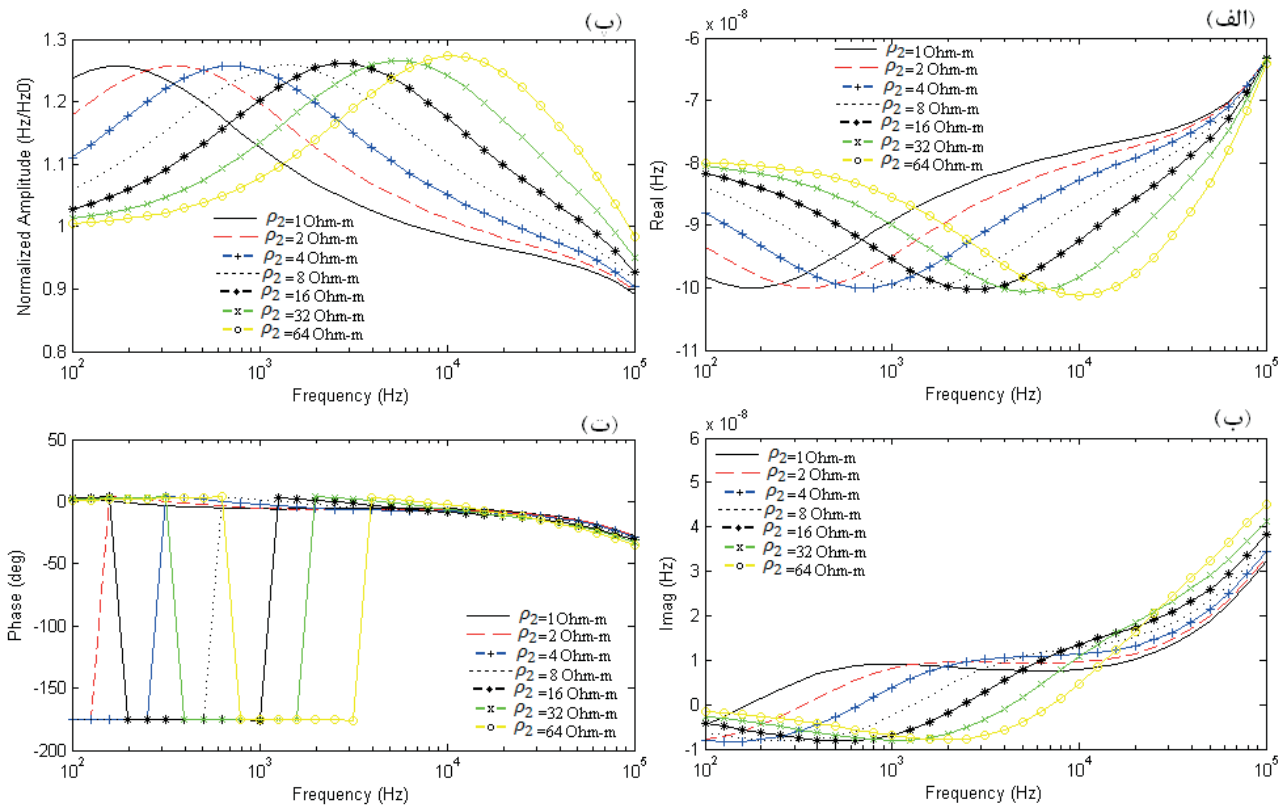 (پ)
1.3
1.2
1.1
1
0.9
0.8
Normalized Amplitude (Hz/Hz0)
ρ2=1Ohm-m
ρ2=2 Ohm-m
ρ2=4 Ohm-m
ρ2=8 Ohm-m
ρ2=16 Ohm-m
ρ2=32 Ohm-m
ρ2=64 Ohm-m
10^2 10^3 10^4 10^5
Frequency (Hz)
(الف)
x 10^-8
-6
-7
-8
-9
-10
-11
Real (Hz)
ρ2=1Ohm-m
ρ2=2 Ohm-m
ρ2=4 Ohm-m
ρ2=8 Ohm-m
ρ2=16 Ohm-m
ρ2=32 Ohm-m
ρ2=64 Ohm-m
10^2 10^3 10^4 10^5
Frequency (Hz)
(ت)
50
0
-50
-100
-150
-200
Phase (deg)
ρ2=1Ohm-m
ρ2=2 Ohm-m
ρ2=4 Ohm-m
ρ2=8 Ohm-m
ρ2=16 Ohm-m
ρ2=32 Ohm-m
ρ2=64 Ohm-m
10^2 10^3 10^4 10^5
Frequency (Hz)
(ب)
x 10^-8
6
5
4
3
2
1
0
-1
Imag (Hz)
ρ2=1Ohm-m
ρ2=2 Ohm-m
ρ2=4 Ohm-m
ρ2=8 Ohm-m
ρ2=16 Ohm-m
ρ2=32 Ohm-m
ρ2=64 Ohm-m
10^2 10^3 10^4 10^5
Frequency (Hz)